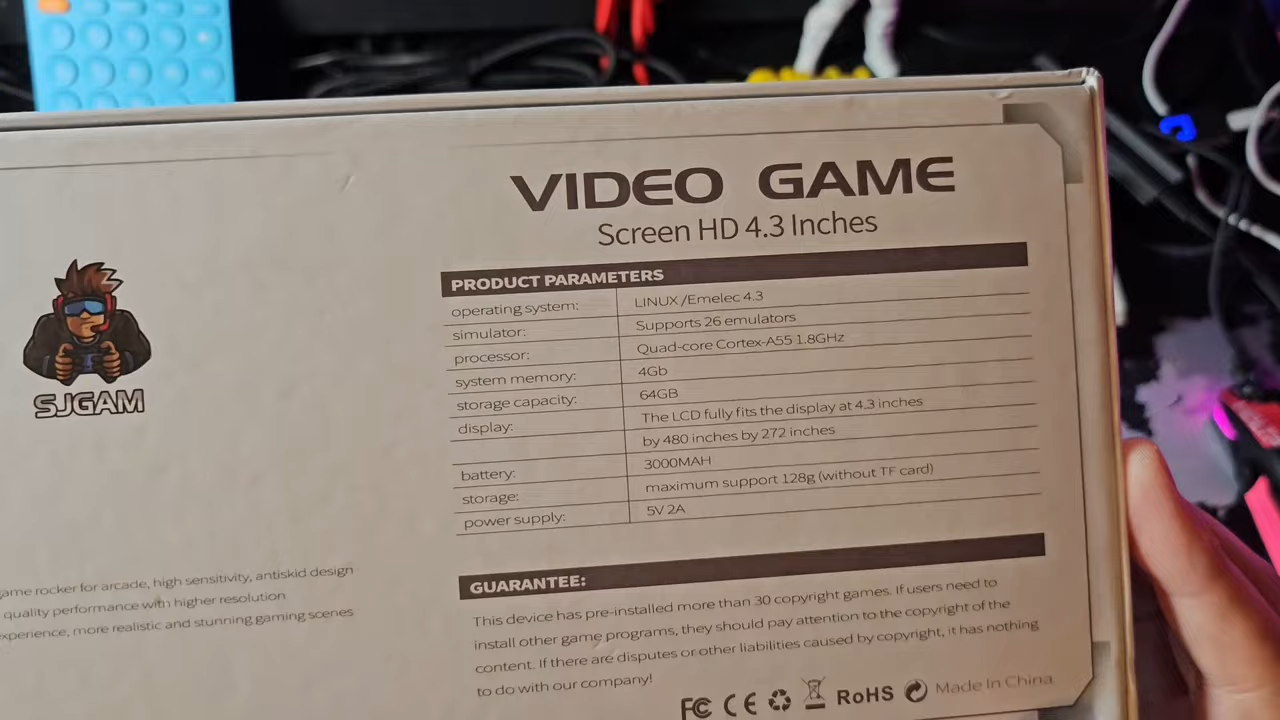 VIDEO GAME
Screen HD 4.3 Inches
PRODUCT PARAMETERS
operating system: LINUX/Emelec 4.3
simulator: Supports 26 emulators
processor: Quad-core Cortex-A55 1.8GHz
system memory: 4Gb
storage capacity: 64GB
display: The LCD fully fits the display at 4.3 inches
by 480 inches by 272 inches
battery: 3000MAH
storage: maximum support 128g (without TF card)
power supply: 5V 2A
SJGAM
game rocker for arcade, high sensitivity, antiskid design
quality performance with higher resolution
experience, more realistic and stunning gaming scenes
GUARANTEE:
This device has pre-installed more than 30 copyright games. If users need to
install other game programs, they should pay attention to the copyright of the
content. If there are disputes or other liabilities caused by copyright, it has nothing
to do with our company!
FC CE RoHS Made In China